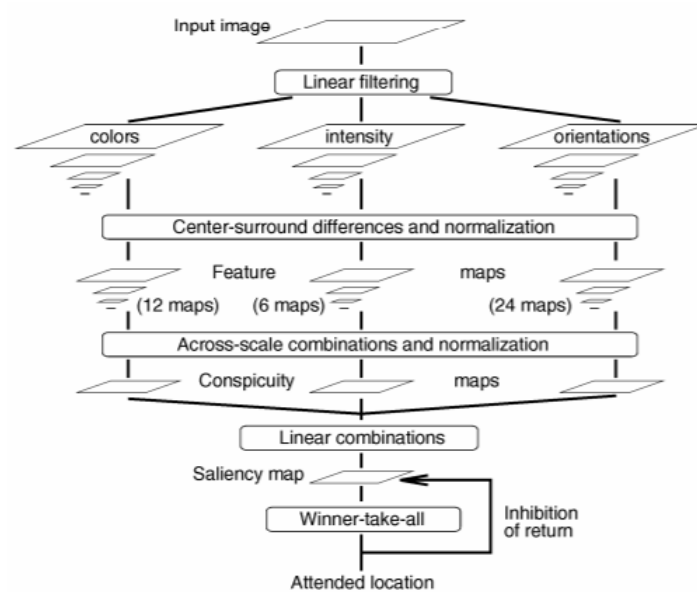 Input image
Linear filtering
colors intensity orientations
Center-surround differences and normalization
Feature maps
(12 maps) (6 maps) (24 maps)
Across-scale combinations and normalization
Conspicuity maps
Linear combinations
Saliency map
Winner-take-all
Inhibition
of return
Attended location